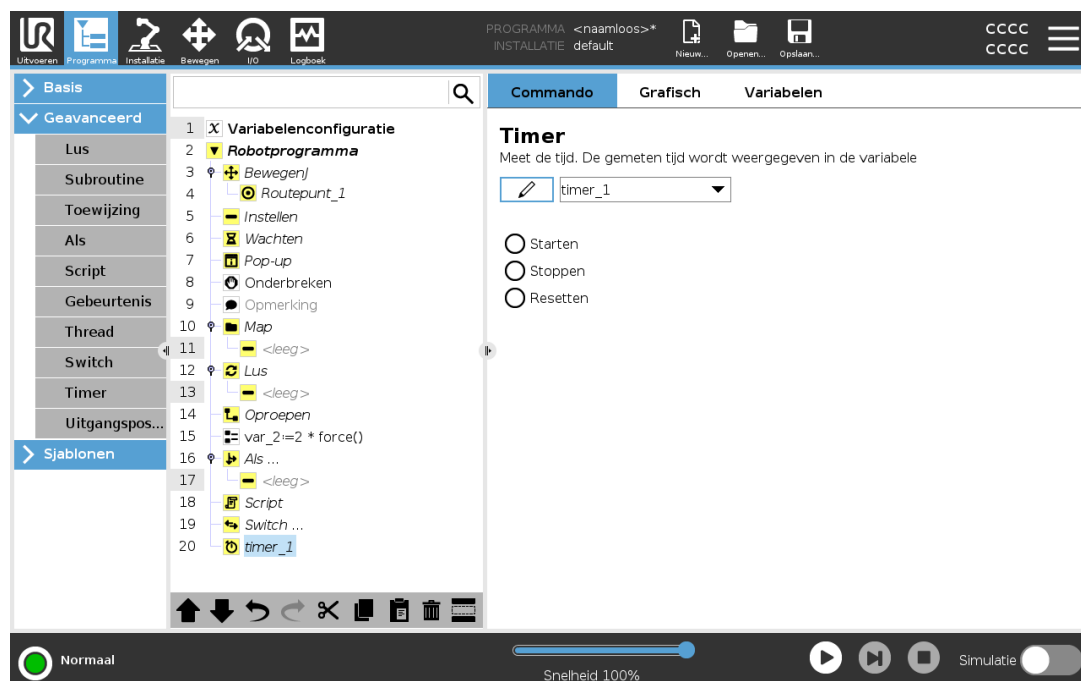 PROGRAMMA <naamloos>*
INSTALLATIE default
CCCC
CCCC
Uitvoeren Programma Installatie Bewegen I/O Logboek
Nieuw... Openen... Opslaan...
Basis
Geavanceerd
Lus
Subroutine
Toewijzing
Als
Script
Gebeurtenis
Thread
Switch
Timer
Uitgangspos...
Sjablonen
1 X Variabelenconfiguratie
2 Robotprogramma
3 BewegenJ
4 Routepunt_1
5 Instellen
6 Wachten
7 Pop-up
8 Onderbreken
9 Opmerking
10 Map
11 <leeg>
12 Lus
13 <leeg>
14 Oproepen
15 var_2:=2 * force()
16 Als ...
17 <leeg>
18 Script
19 Switch ...
20 timer_1
Commando Grafisch Variabelen
Timer
Meet de tijd. De gemeten tijd wordt weergegeven in de variabele
timer_1
Starten
Stoppen
Resetten
Normaal
Snelheid 100%
Simulatie